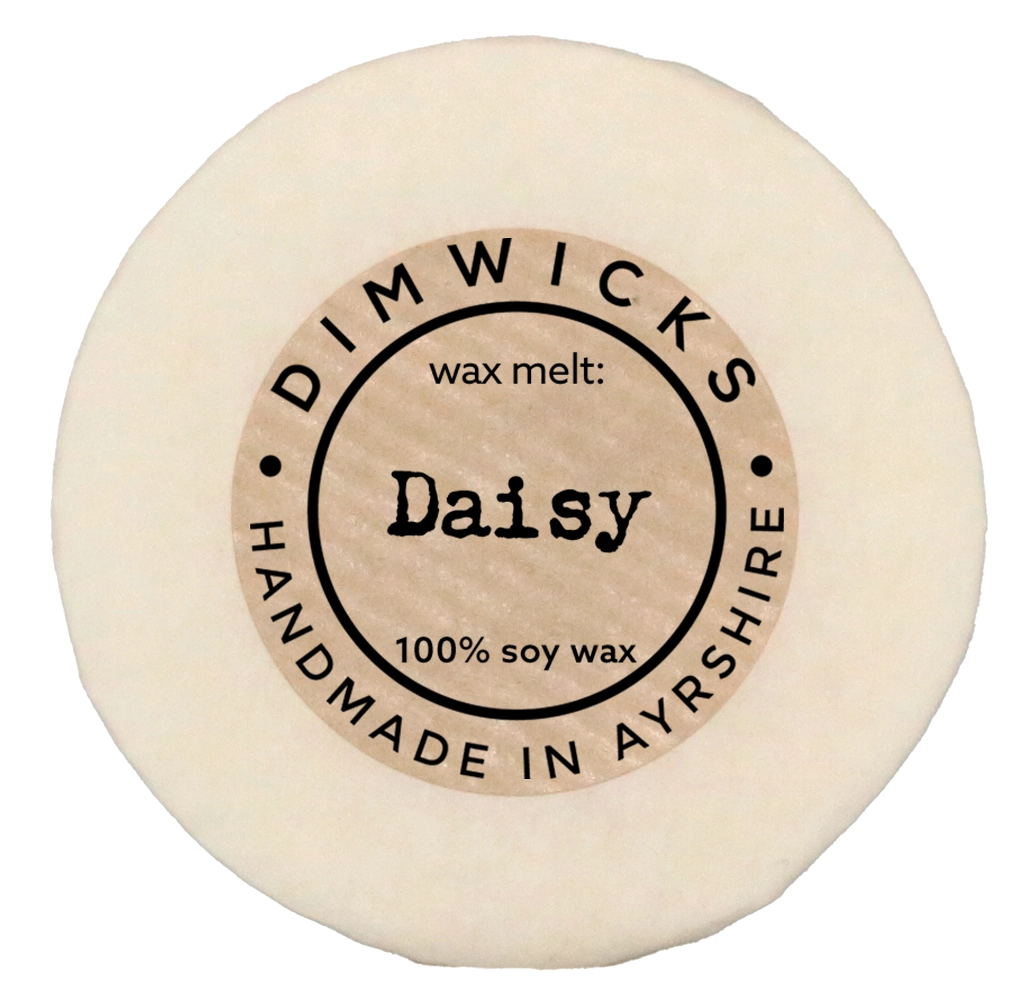 DIMWICKS
wax melt:
Daisy
100% soy wax
• HANDMADE IN AYRSHIRE •